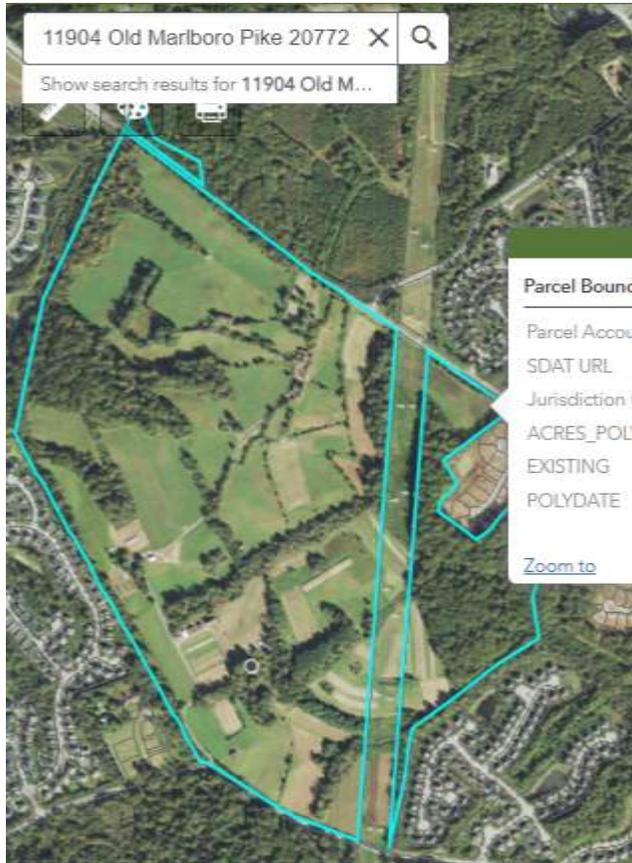 11904 Old Marlboro Pike 20772
Show search results for 11904 Old M...
Parcel Bound
Parcel Accou
SDAT URL
Jurisdiction
ACRES_POL
EXISTING
POLYDATE
Zoom to